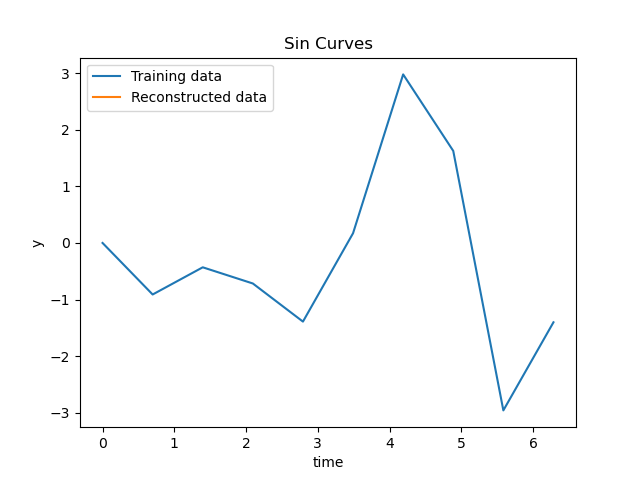 Sin Curves
Training data
Reconstructed data
3
2
1
0
−1
−2
−3
y
0 1 2 3 4 5 6
time